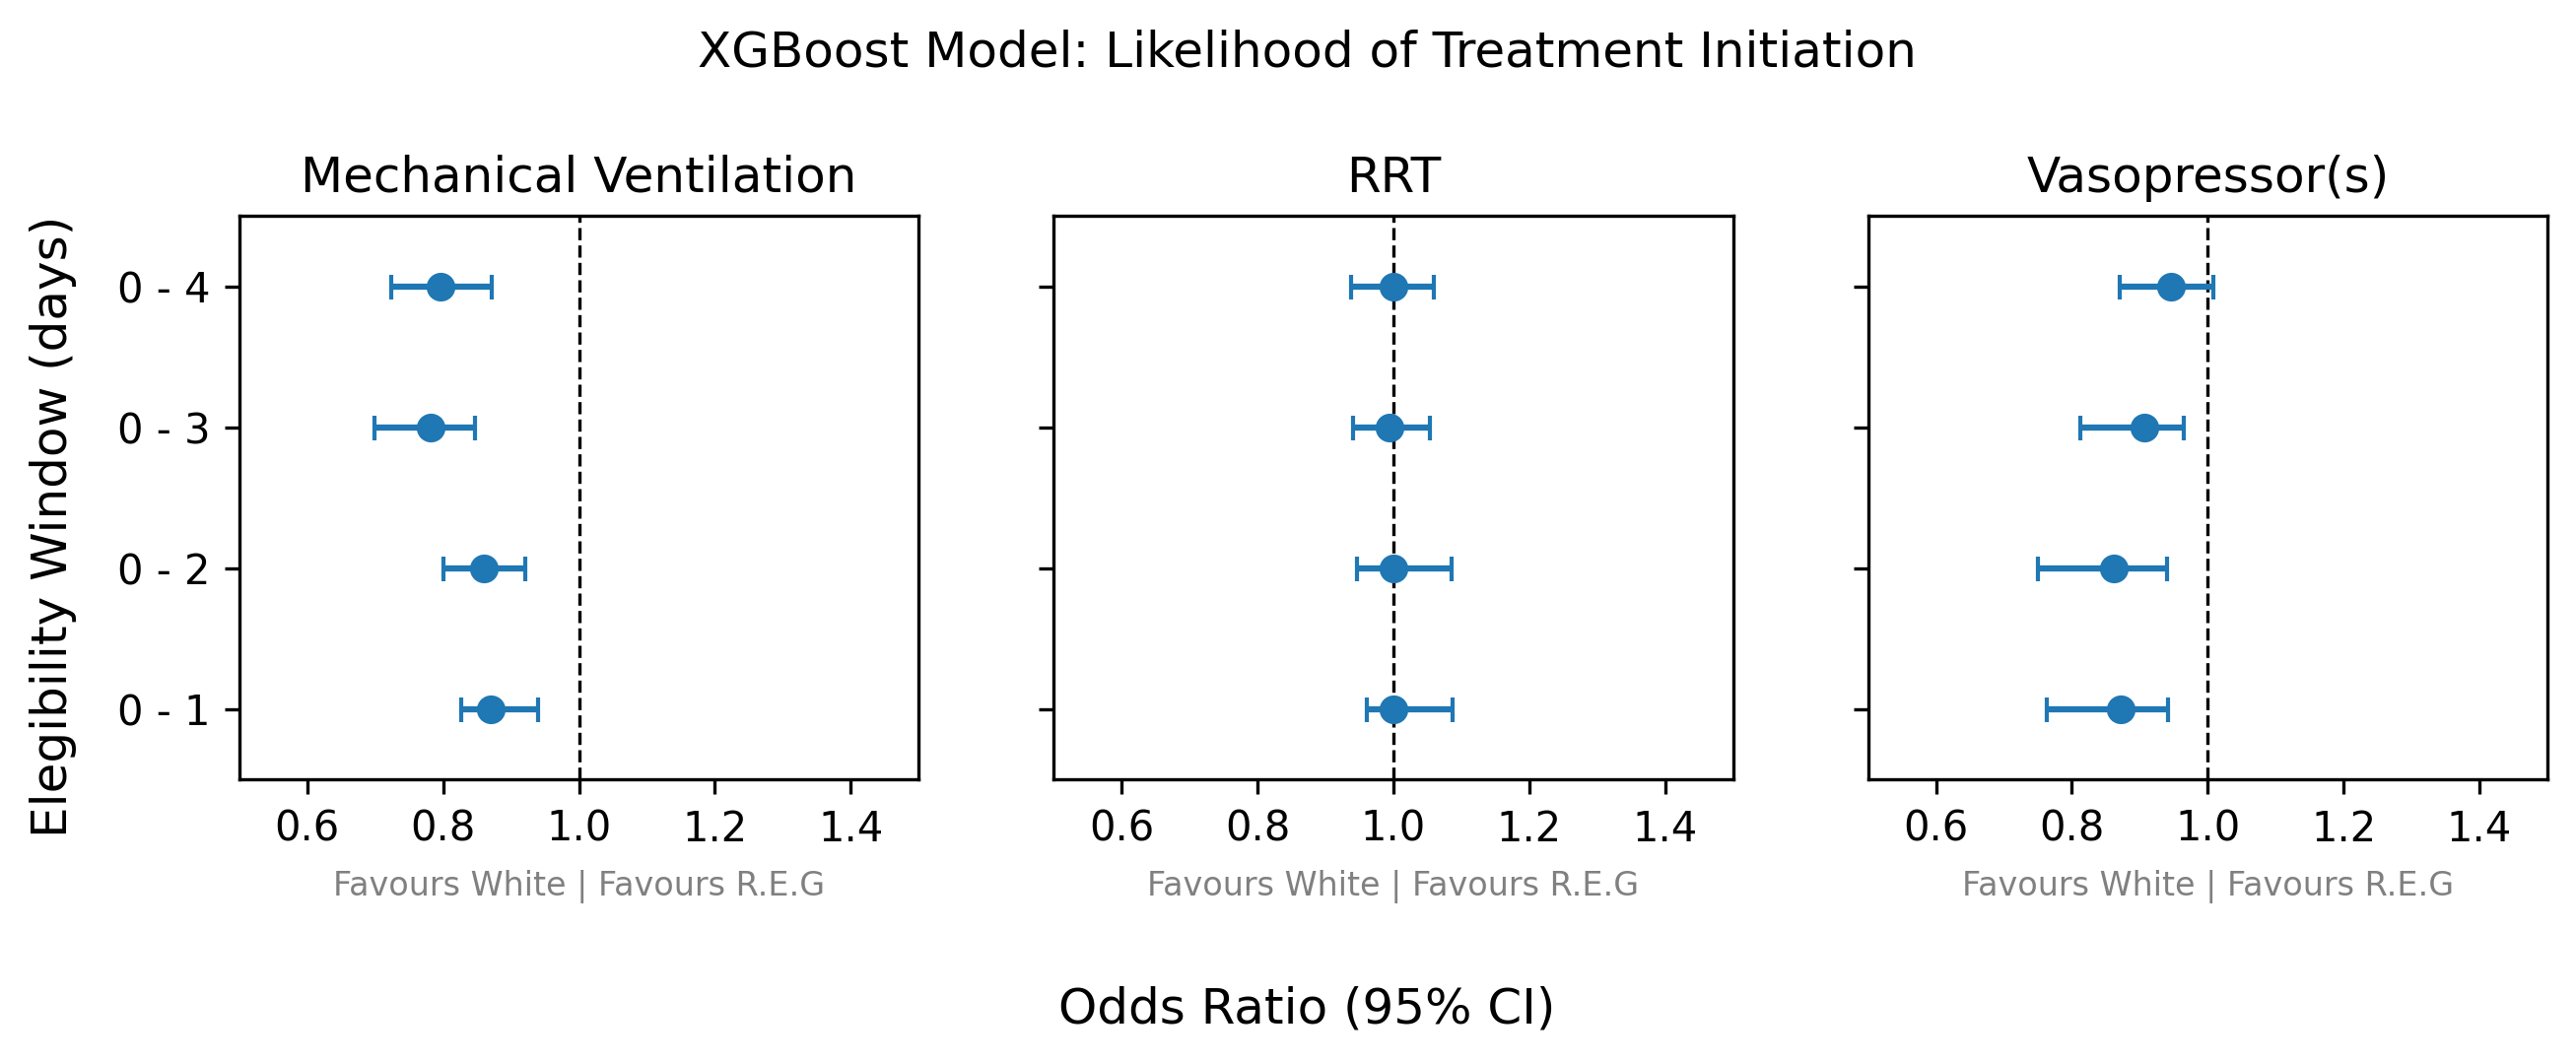 XGBoost Model: Likelihood of Treatment Initiation
Mechanical Ventilation
RRT
Vasopressor(s)
Elegibility Window (days)
0 - 4
0 - 3
0 - 2
0 - 1
0.6 0.8 1.0 1.2 1.4
0.6 0.8 1.0 1.2 1.4
0.6 0.8 1.0 1.2 1.4
Favours White | Favours R.E.G
Favours White | Favours R.E.G
Favours White | Favours R.E.G
Odds Ratio (95% CI)